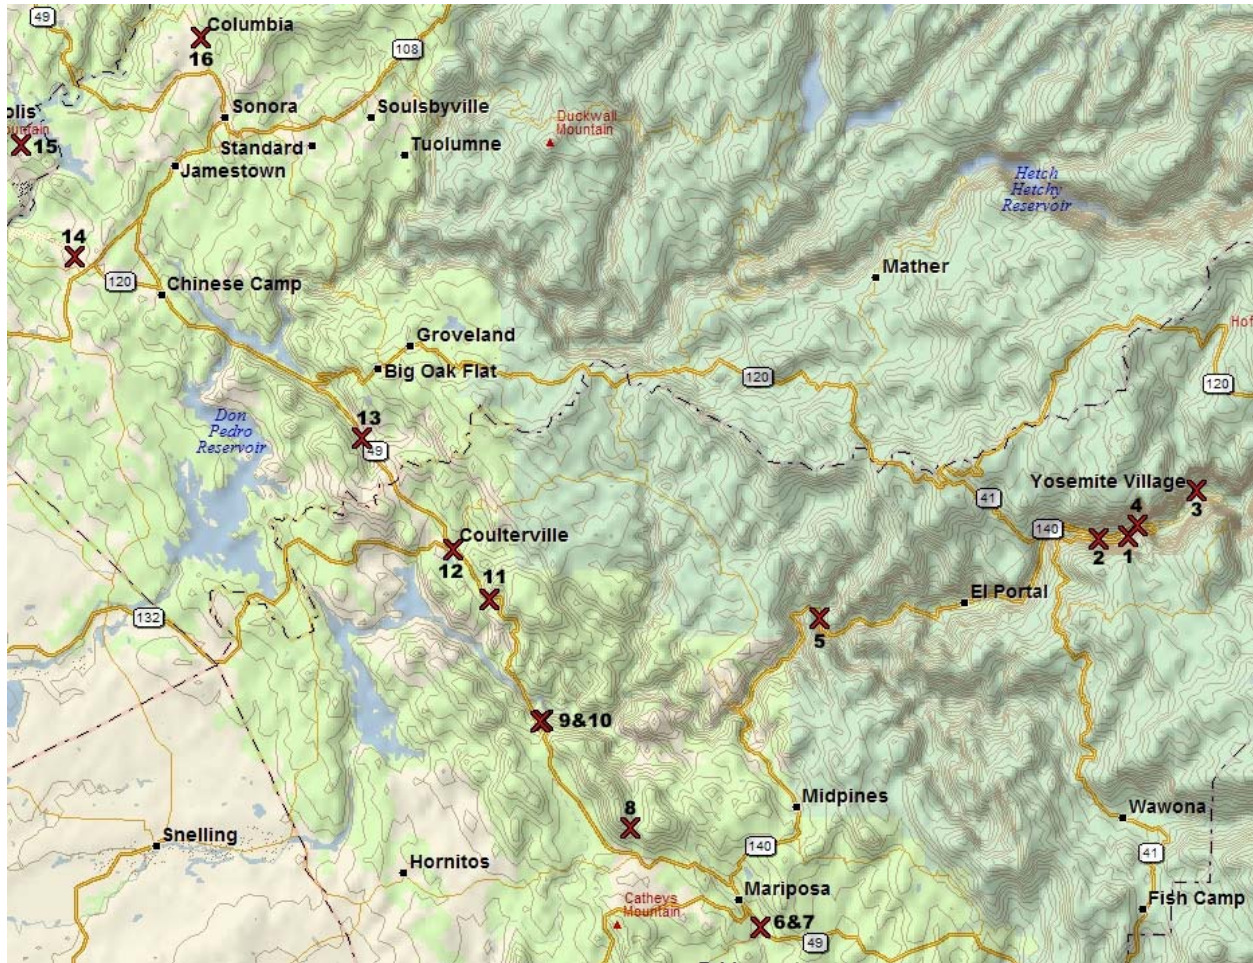 49
Columbia
16
108
olis
ountain
15
Sonora
Soulsbyville
Duckwall
Mountain
Standard
Tuolumne
Jamestown
Hetch
Hetchy
Reservoir
14
120
Chinese Camp
Mather
Groveland
Big Oak Flat
120
Hof
120
Don
Pedro
Reservoir
13
49
Yosemite Village
41
4
3
140
2
1
Coulterville
12
11
132
El Portal
5
9&10
8
Midpines
Wawona
Snelling
140
41
Hornitos
Mariposa
Catheys
Mountain
6&7
Fish Camp
49